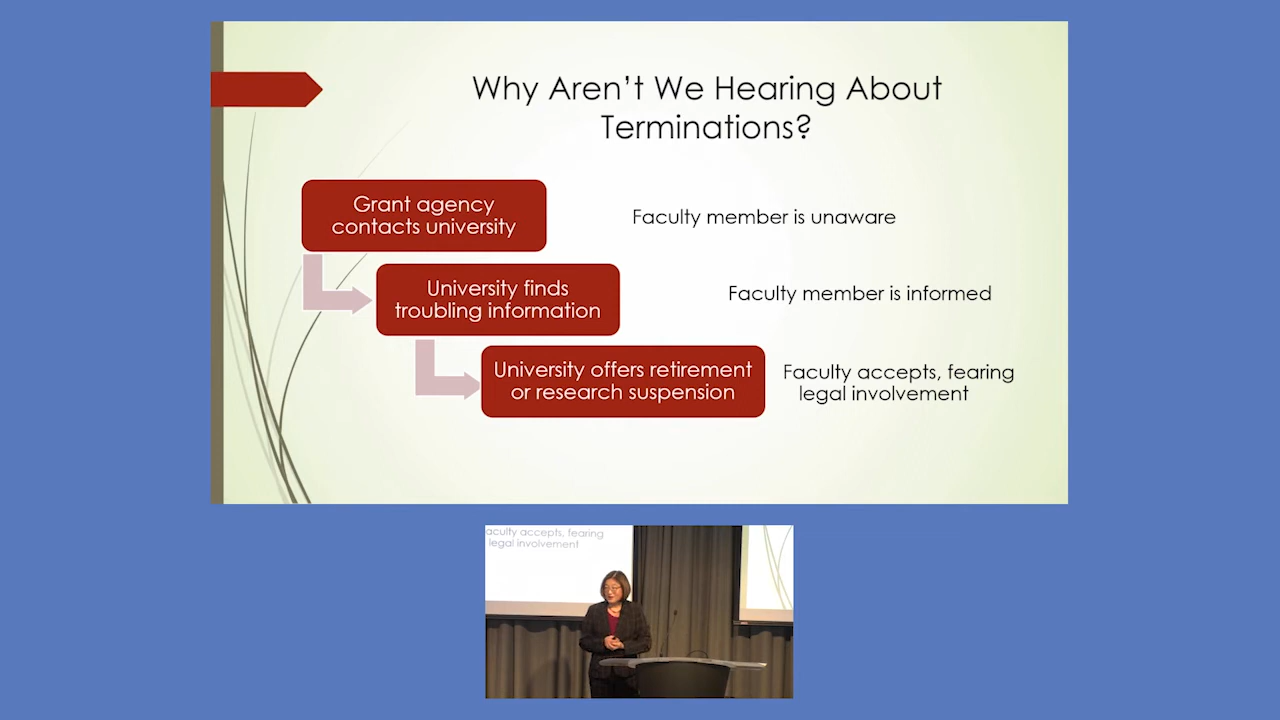 Why Aren't We Hearing About
Terminations?
Grant agency
contacts university
Faculty member is unaware
University finds
troubling information
Faculty member is informed
University offers retirement
or research suspension
Faculty accepts, fearing
legal involvement
aculty accepts, fearing
legal involvement